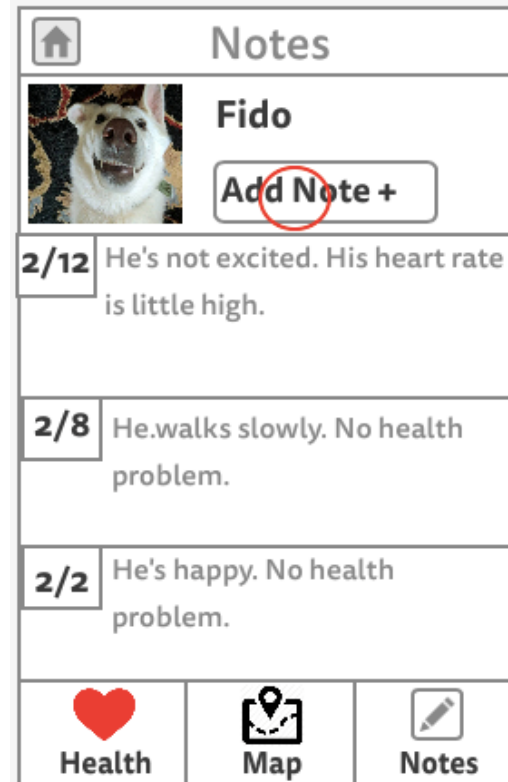 Notes
Fido
Add Note +
2/12
He's not excited. His heart rate
is little high.
2/8
He.walks slowly. No health
problem.
2/2
He's happy. No health
problem.
Health
Map
Notes